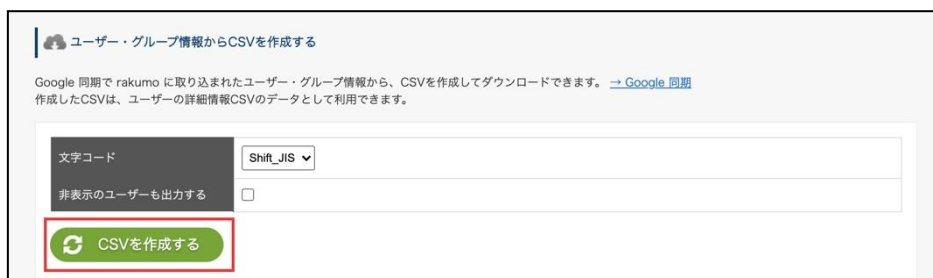 ユーザー・グループ情報からCSVを作成する
Google 同期で rakumo に取り込まれたユーザー・グループ情報から、CSVを作成してダウンロードできます。 → Google 同期
作成したCSVは、ユーザーの詳細情報CSVのデータとして利用できます。
文字コード Shift_JIS
非表示のユーザーも出力する
CSVを作成する